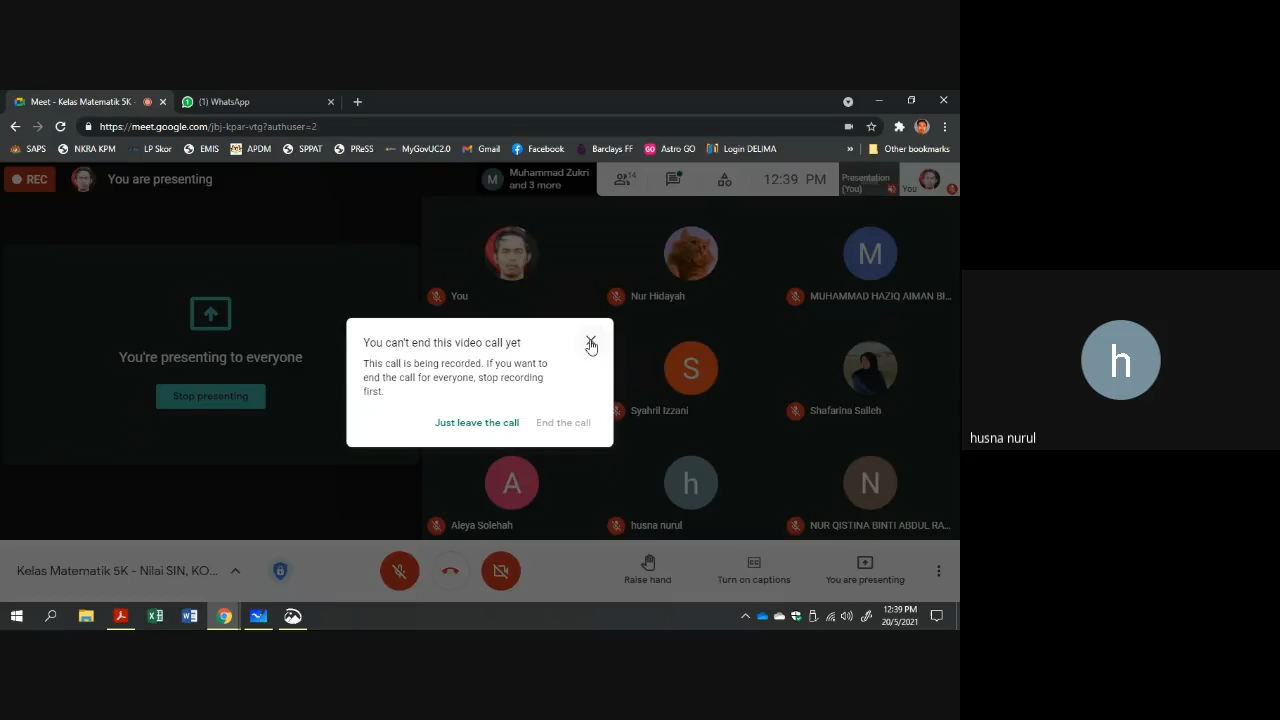 Meet - Kelas Matematik 5K -
(1) WhatsApp
https://meet.google.com/jbj-kpar-vtg?authuser=2
SAPS NKRA KPM LP Skor EMIS APDM SPPAT PReSS MyGovUC2.0 Gmail Facebook Barclays FF Astro GO Login DELIMA » Other bookmarks
REC
You are presenting
M
Muhammad Zukri
and 3 more
14
12:39 PM
Presentation
(You)
You
You
Nur Hidayah
M
MUHAMMAD HAZIQ AIMAN BI...
You're presenting to everyone
Stop presenting
You can't end this video call yet
This call is being recorded. If you want to
end the call for everyone, stop recording
first.
Just leave the call End the call
S
Syahril Izzani
Shafarina Salleh
A
Aleya Solehah
h
husna nurul
N
NUR QISTINA BINTI ABDUL RA...
Kelas Matematik 5K - Nilai SIN, KO...
Raise hand
CC
Turn on captions
You are presenting
12:39 PM
20/5/2021
h
husna nurul